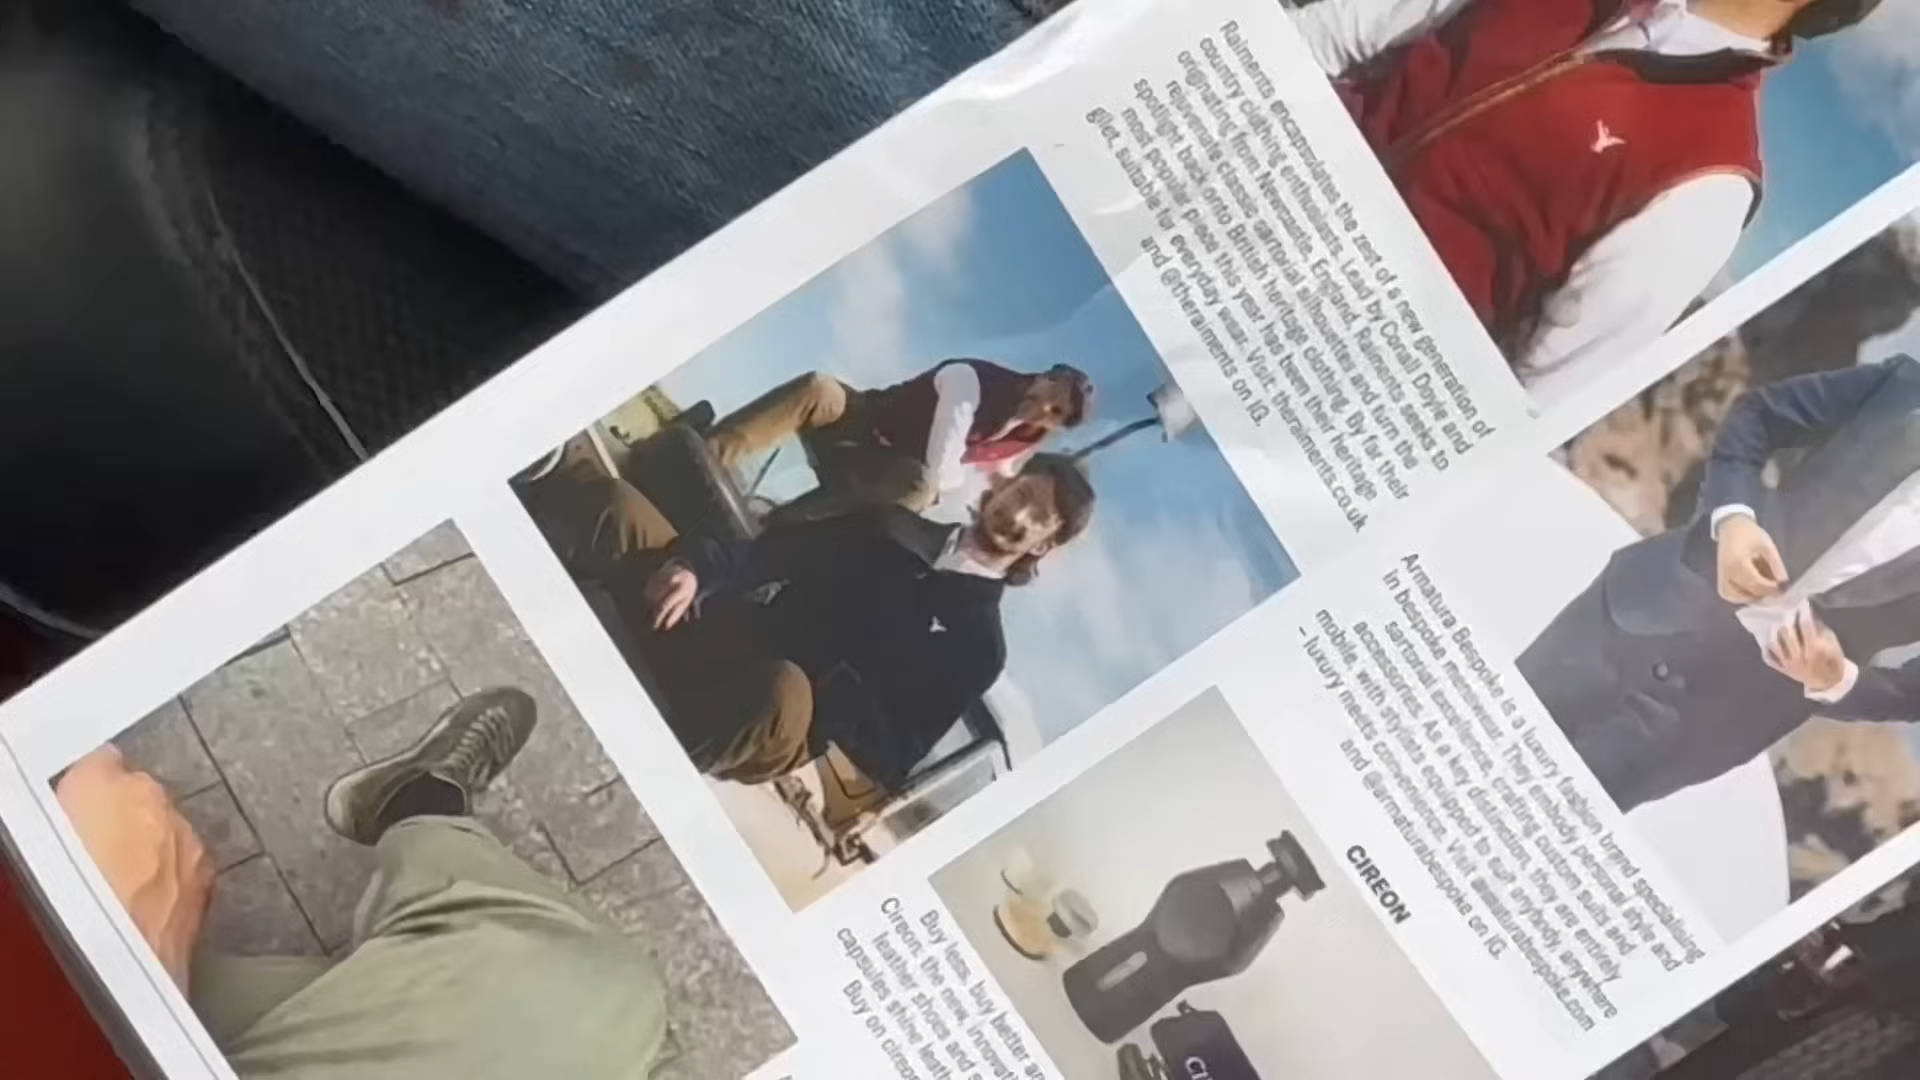 Raiments encapsulates the zest of a new generation of
country clothing enthusiasts. Lead by Conall Doyle and
originating from Newcastle, England, Raiments seeks to
rejuvenate classic sartorial silhouettes and turn the
spotlight back onto British heritage clothing. By far their
most popular piece this year has been their heritage
gilet, suitable for everyday wear. Visit: theraiments.co.uk
and @theraiments on IG.
Armatura Bespoke is a luxury fashion brand specialising
in bespoke menswear. They embody personal style and
sartorial excellence, crafting custom suits and
accessories. As a key distinction, they are entirely
mobile, with stylists equipped to suit anybody, anywhere
– luxury meets convenience. Visit armaturabespoke.com
and @armaturabespoke on IG.
CIREON
Buy less, buy better
Cireon, the new, innovati
leather shoes and
capsules shine
Buy on